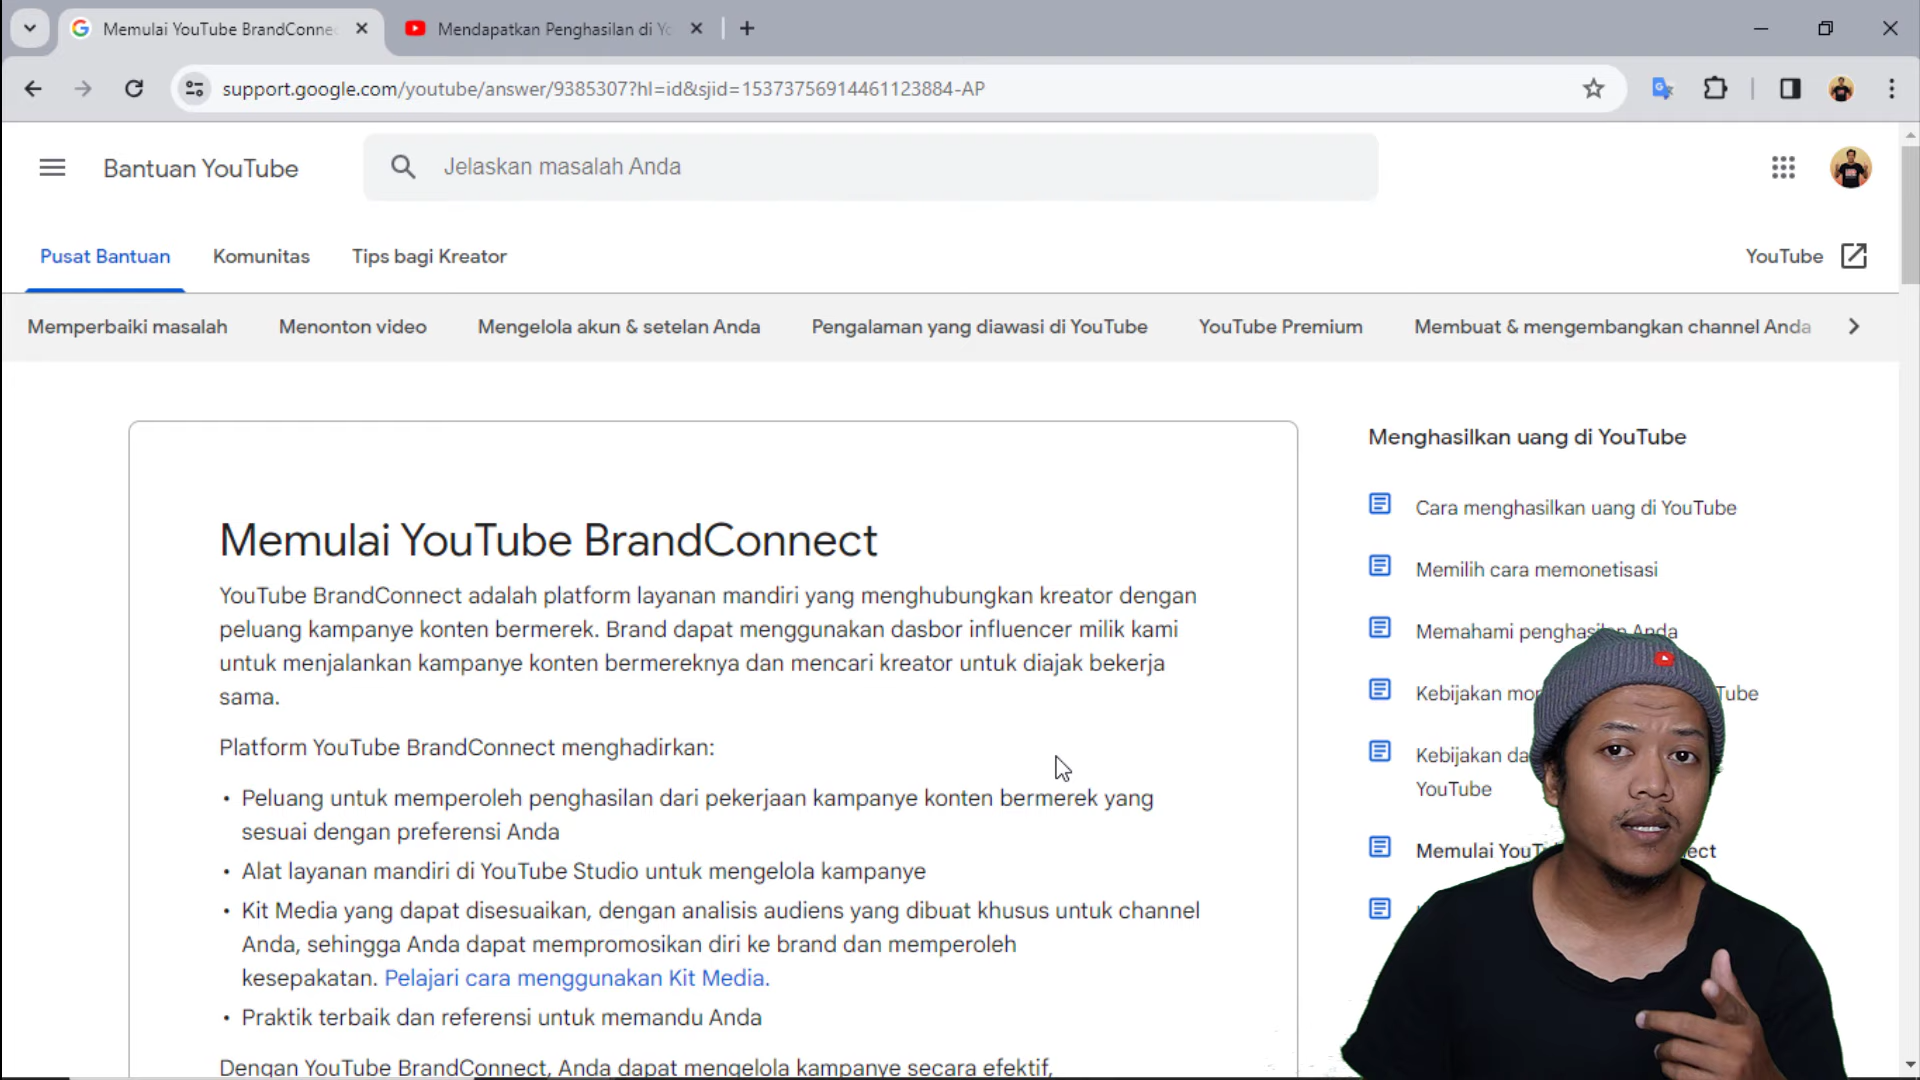 Memulai YouTube BrandConne
Mendapatkan Penghasilan di Yo
support.google.com/youtube/answer/9385307?hl=id&sjid=15373756914461123884-AP
Bantuan YouTube
Jelaskan masalah Anda
Pusat Bantuan
Komunitas
Tips bagi Kreator
YouTube
Memperbaiki masalah
Menonton video
Mengelola akun & setelan Anda
Pengalaman yang diawasi di YouTube
YouTube Premium
Membuat & mengembangkan channel Anda
Memulai YouTube BrandConnect
YouTube BrandConnect adalah platform layanan mandiri yang menghubungkan kreator dengan
peluang kampanye konten bermerek. Brand dapat menggunakan dasbor influencer milik kami
untuk menjalankan kampanye konten bermereknya dan mencari kreator untuk diajak bekerja
sama.
Platform YouTube BrandConnect menghadirkan:
• Peluang untuk memperoleh penghasilan dari pekerjaan kampanye konten bermerek yang
sesuai dengan preferensi Anda
• Alat layanan mandiri di YouTube Studio untuk mengelola kampanye
• Kit Media yang dapat disesuaikan, dengan analisis audiens yang dibuat khusus untuk channel
Anda, sehingga Anda dapat mempromosikan diri ke brand dan memperoleh
kesepakatan. Pelajari cara menggunakan Kit Media.
• Praktik terbaik dan referensi untuk memandu Anda
Dengan YouTube BrandConnect, Anda dapat mengelola kampanye secara efektif,
Menghasilkan uang di YouTube
Cara menghasilkan uang di YouTube
Memilih cara memonetisasi
Memahami penghasilan Anda
Kebijakan mon Tube
Kebijakan da
YouTube
Memulai YouT ect